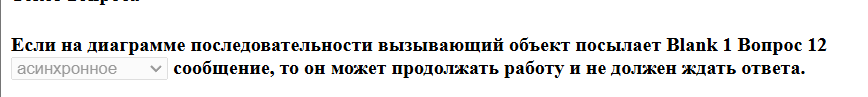 Если на диаграмме последовательности вызывающий объект посылает Blank 1 Вопрос 12
асинхронное сообщение, то он может продолжать работу и не должен ждать ответа.